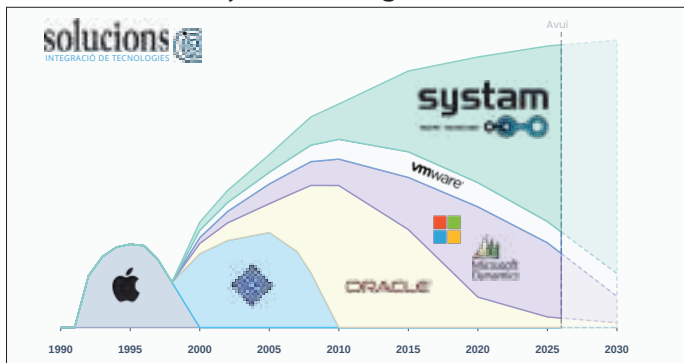 Avui
solucions
INTEGRACIÓ DE TECNOLOGIES
systam
vmware
Microsoft
Dynamics
ORACLE
1990 1995 2000 2005 2010 2015 2020 2025 2030